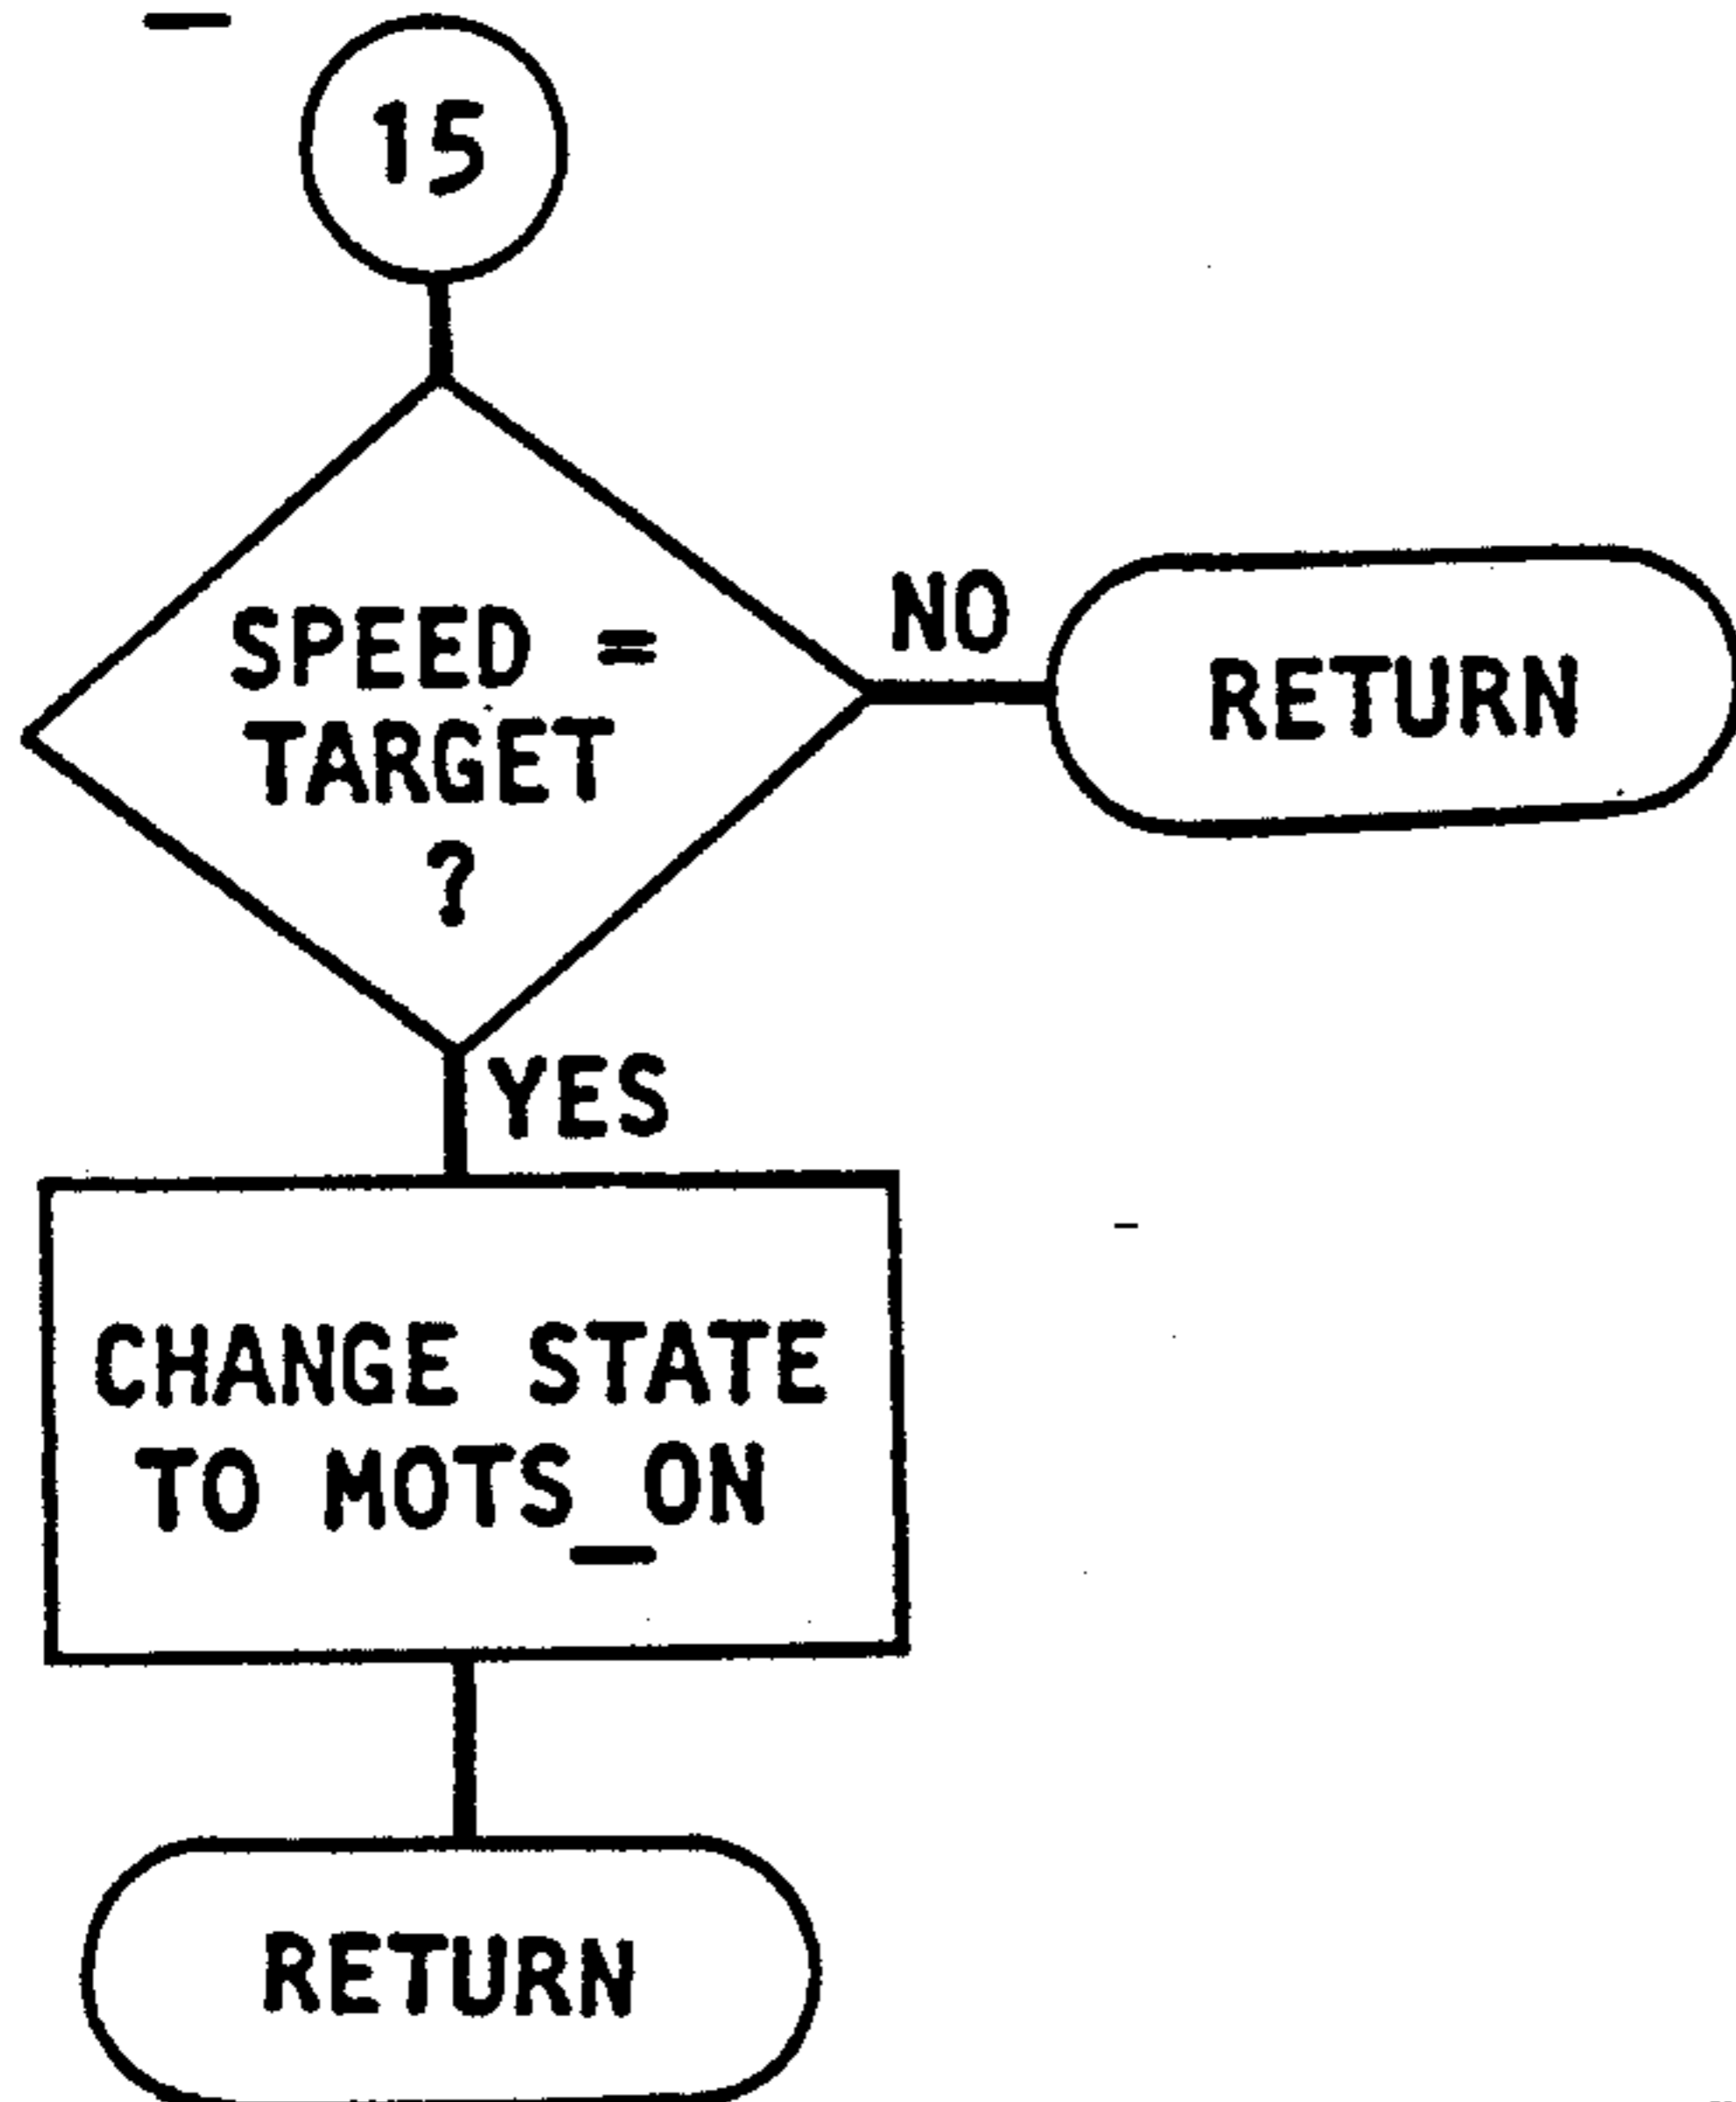 15
SPEED =
TARGET
?
NO
RETURN
YES
CHANGE STATE
TO MOTS_ON
RETURN